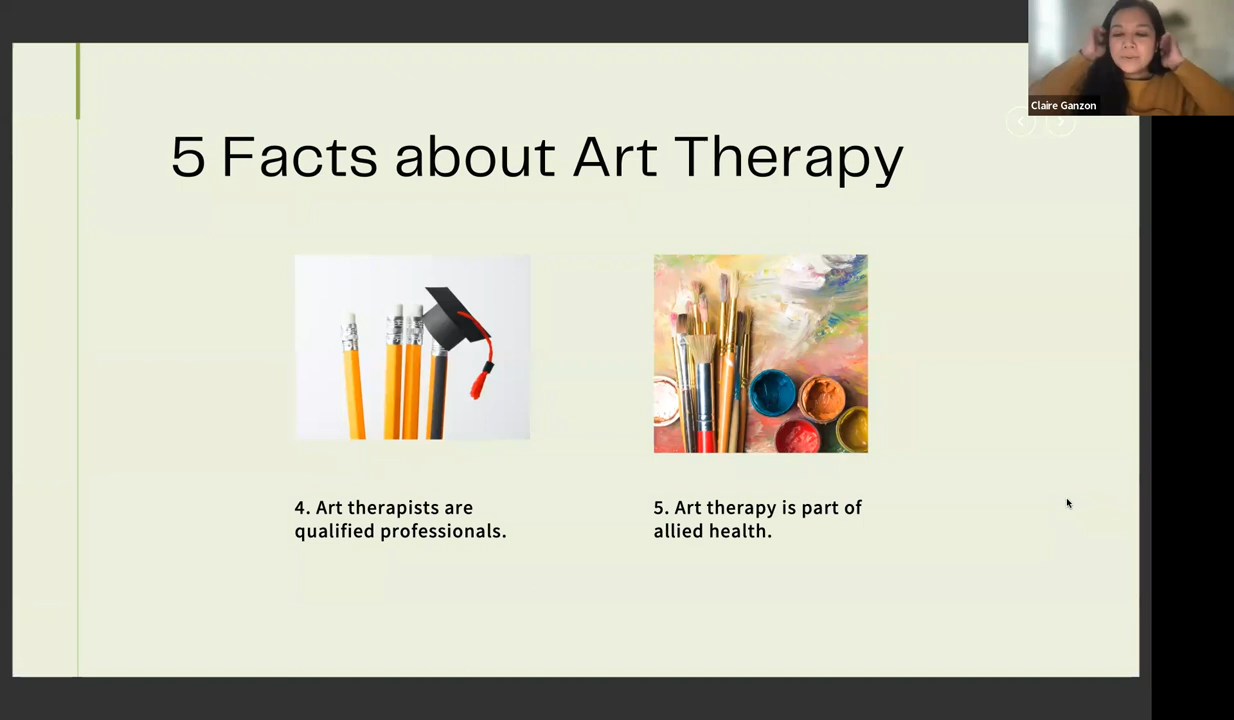 Claire Ganzon
5 Facts about Art Therapy
4. Art therapists are
qualified professionals.
5. Art therapy is part of
allied health.